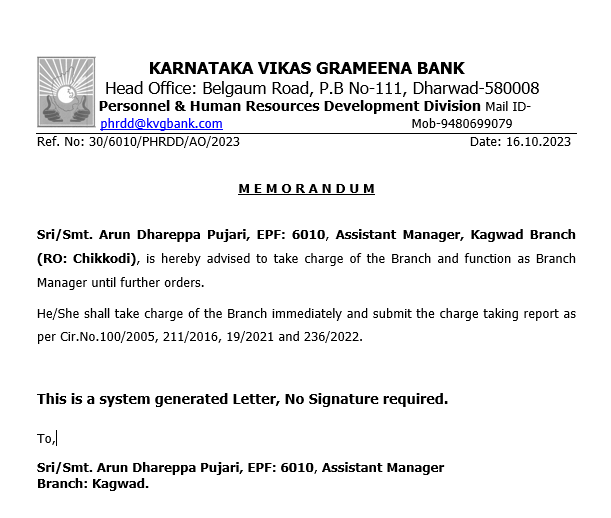 KARNATAKA VIKAS GRAMEENA BANK
Head Office: Belgaum Road, P.B No-111, Dharwad-580008
Personnel & Human Resources Development Division Mail ID-
phrdd@kvgbank.com Mob-9480699079
Ref. No: 30/6010/PHRDD/AO/2023 Date: 16.10.2023
MEMORANDUM
Sri/Smt. Arun Dhareppa Pujari, EPF: 6010, Assistant Manager, Kagwad Branch
(RO: Chikkodi), is hereby advised to take charge of the Branch and function as Branch
Manager until further orders.
He/She shall take charge of the Branch immediately and submit the charge taking report as
per Cir.No.100/2005, 211/2016, 19/2021 and 236/2022.
This is a system generated Letter, No Signature required.
To,
Sri/Smt. Arun Dhareppa Pujari, EPF: 6010, Assistant Manager
Branch: Kagwad.